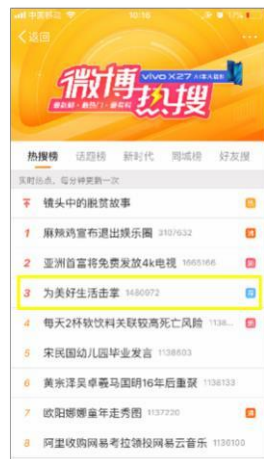 中国移动 10:16 17%
返回
微博热搜
vivo X27
热搜榜 话题榜 新时代 同城榜 好友搜
实时热点，每分钟更新一次
镜头中的脱贫故事
1 麻辣鸡宣布退出娱乐圈 3107632
2 亚洲首富将免费发放4k电视 1665166
3 为美好生活击掌 1480972
4 每天2杯软饮料关联较高死亡风险 1138...
5 宋民国幼儿园毕业发言 1138603
6 黄宗泽吴卓羲马国明16年后重聚 1138133
7 欧阳娜娜童年走秀图 1137220
8 阿里收购网易考拉领投网易云音乐 1136100